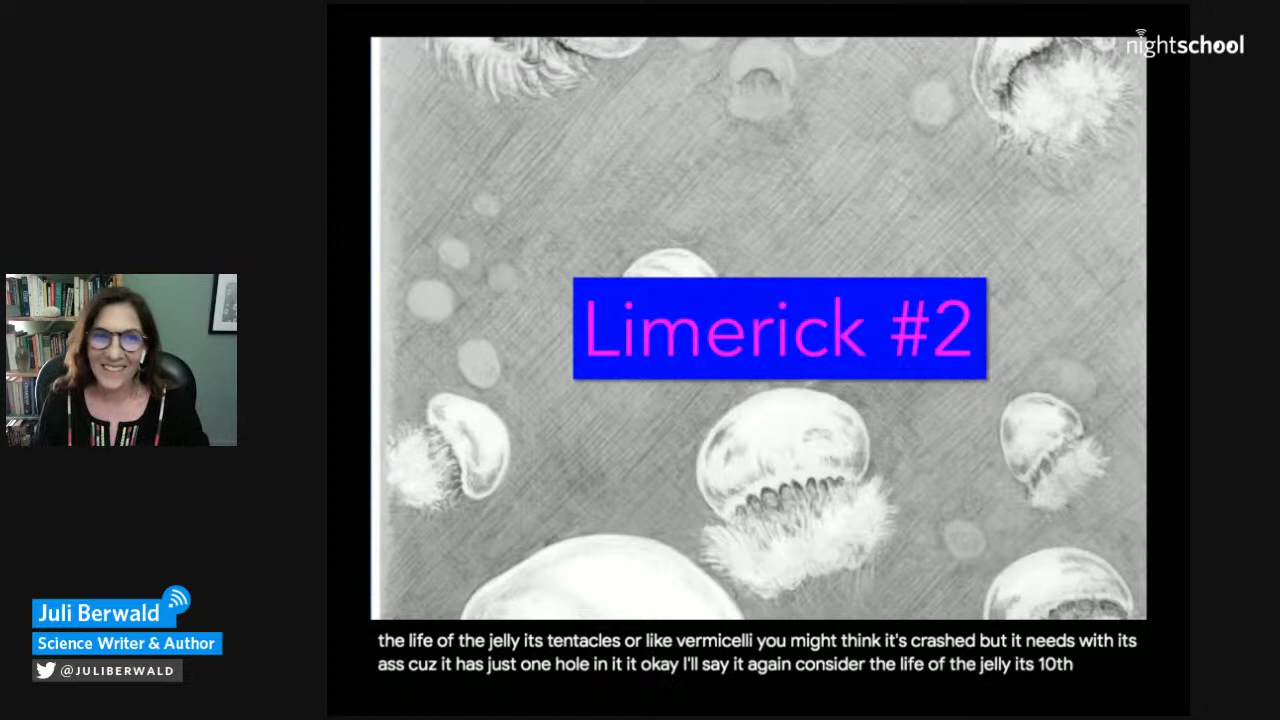 nightschool
Limerick #2
Juli Berwald
Science Writer & Author
@JULIBERWALD
the life of the jelly its tentacles or like vermicelli you might think it's crashed but it needs with its
ass cuz it has just one hole in it it okay I'll say it again consider the life of the jelly its 10th